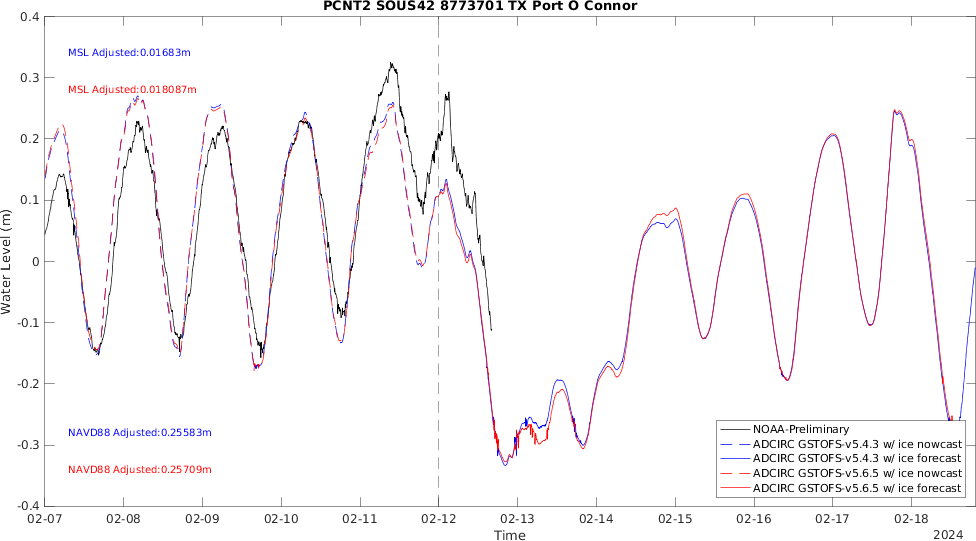 PCNT2 SOUS42 8773701 TX Port O Connor
0.4
MSL Adjusted:0.01683m
0.3
MSL Adjusted:0.018087m
0.2
0.1
Water Level (m)
0
-0.1
-0.2
-0.3
-0.4
NAVD88 Adjusted:0.25583m
NAVD88 Adjusted:0.25709m
NOAA-Preliminary
ADCIRC GSTOFS-v5.4.3 w/ ice nowcast
ADCIRC GSTOFS-v5.4.3 w/ ice forecast
ADCIRC GSTOFS-v5.6.5 w/ ice nowcast
ADCIRC GSTOFS-v5.6.5 w/ ice forecast
02-07 02-08 02-09 02-10 02-11 02-12 02-13 02-14 02-15 02-16 02-17 02-18
Time
2024